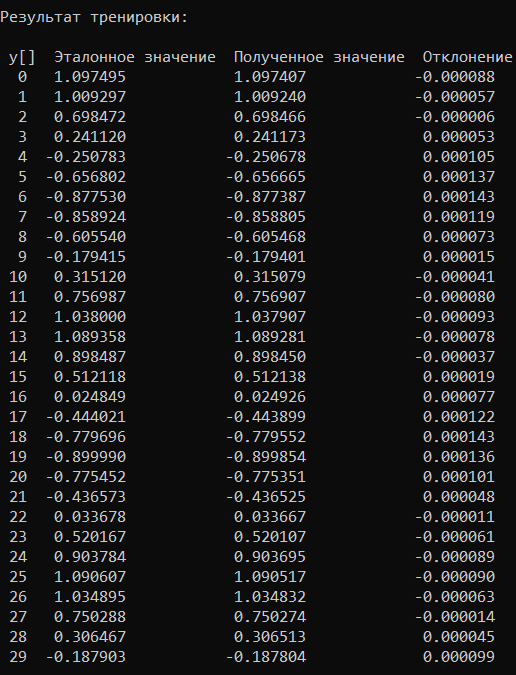 Результат тренировки:
y[] Эталонное значение Полученное значение Отклонение
0 1.097495 1.097407 -0.000088
1 1.009297 1.009240 -0.000057
2 0.698472 0.698466 -0.000006
3 0.241120 0.241173 0.000053
4 -0.250783 -0.250678 0.000105
5 -0.656802 -0.656665 0.000137
6 -0.877530 -0.877387 0.000143
7 -0.858924 -0.858805 0.000119
8 -0.605540 -0.605468 0.000073
9 -0.179415 -0.179401 0.000015
10 0.315120 0.315079 -0.000041
11 0.756987 0.756907 -0.000080
12 1.038000 1.037907 -0.000093
13 1.089358 1.089281 -0.000078
14 0.898487 0.898450 -0.000037
15 0.512118 0.512138 0.000019
16 0.024849 0.024926 0.000077
17 -0.444021 -0.443899 0.000122
18 -0.779696 -0.779552 0.000143
19 -0.899990 -0.899854 0.000136
20 -0.775452 -0.775351 0.000101
21 -0.436573 -0.436525 0.000048
22 0.033678 0.033667 -0.000011
23 0.520167 0.520107 -0.000061
24 0.903784 0.903695 -0.000089
25 1.090607 1.090517 -0.000090
26 1.034895 1.034832 -0.000063
27 0.750288 0.750274 -0.000014
28 0.306467 0.306513 0.000045
29 -0.187903 -0.187804 0.000099